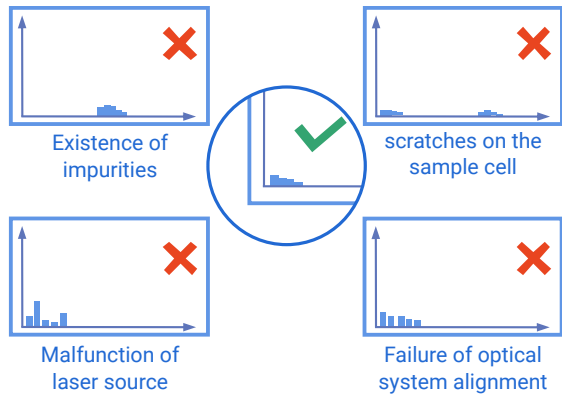 Existence of
impurities
scratches on the
sample cell
Malfunction of
laser source
Failure of optical
system alignment